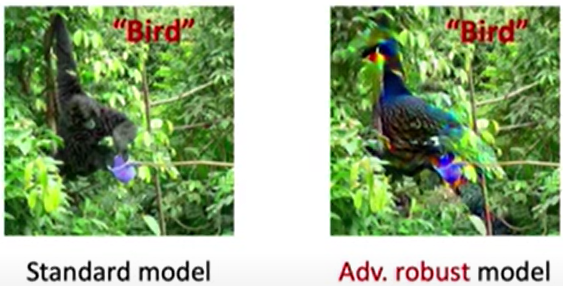 “Bird”
“Bird”
Standard model
Adv. robust model